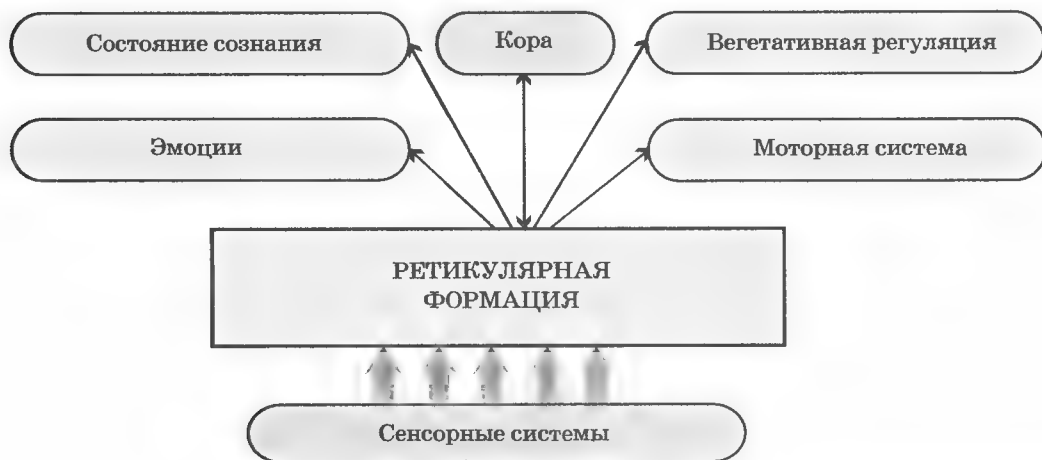 Состояние сознания
Кора
Вегетативная регуляция
Эмоции
Моторная система
РЕТИКУЛЯРНАЯ
ФОРМАЦИЯ
Сенсорные системы